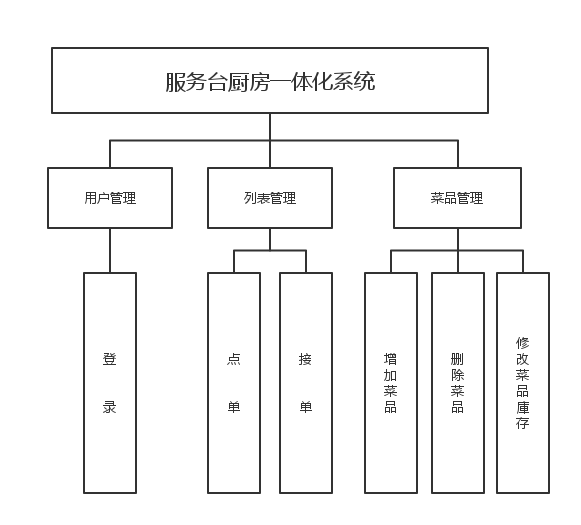 服务台厨房一体化系统
用户管理
列表管理
菜品管理
登录
点单
接单
增加菜品
删除菜品
修改菜品庫存